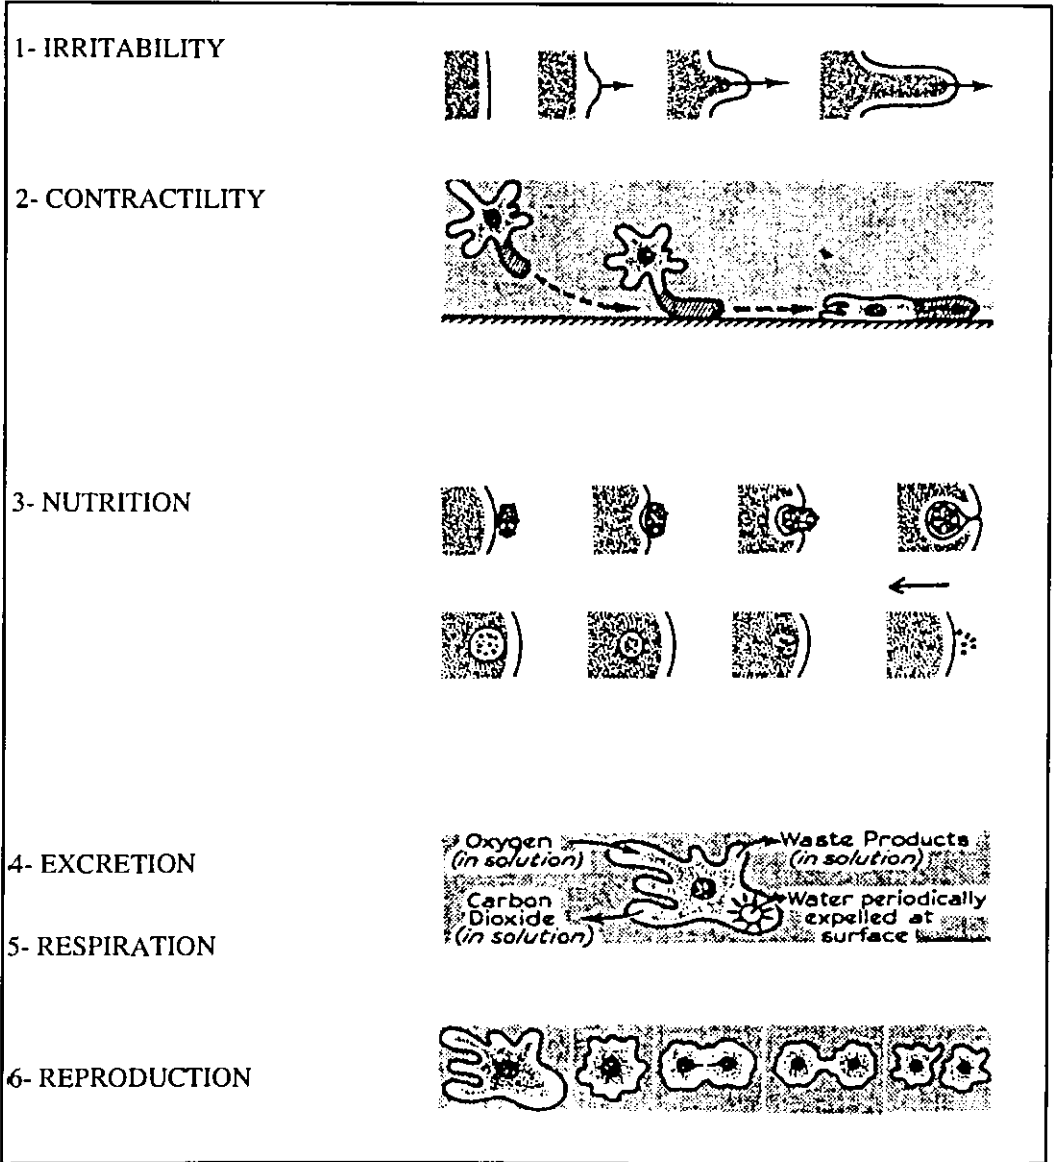 1- IRRITABILITY
2- CONTRACTILITY
3- NUTRITION
4- EXCRETION
5- RESPIRATION
6- REPRODUCTION
Oxygen
(in solution)
Waste Products
(in solution)
Carbon
Dioxide
(in solution)
Water periodically
expelled at
surface